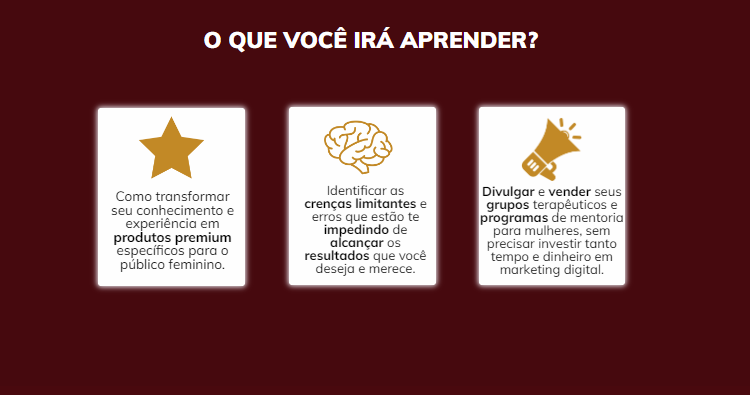 O QUE VOCÊ IRÁ APRENDER?
Como transformar
seu conhecimento e
experiência em
produtos premium
específicos para o
público feminino.
Identificar as
crenças limitantes e
erros que estão te
impedindo de
alcançar os
resultados que você
deseja e merece.
Divulgar e vender seus
grupos terapêuticos e
programas de mentoria
para mulheres, sem
precisar investir tanto
tempo e dinheiro em
marketing digital.